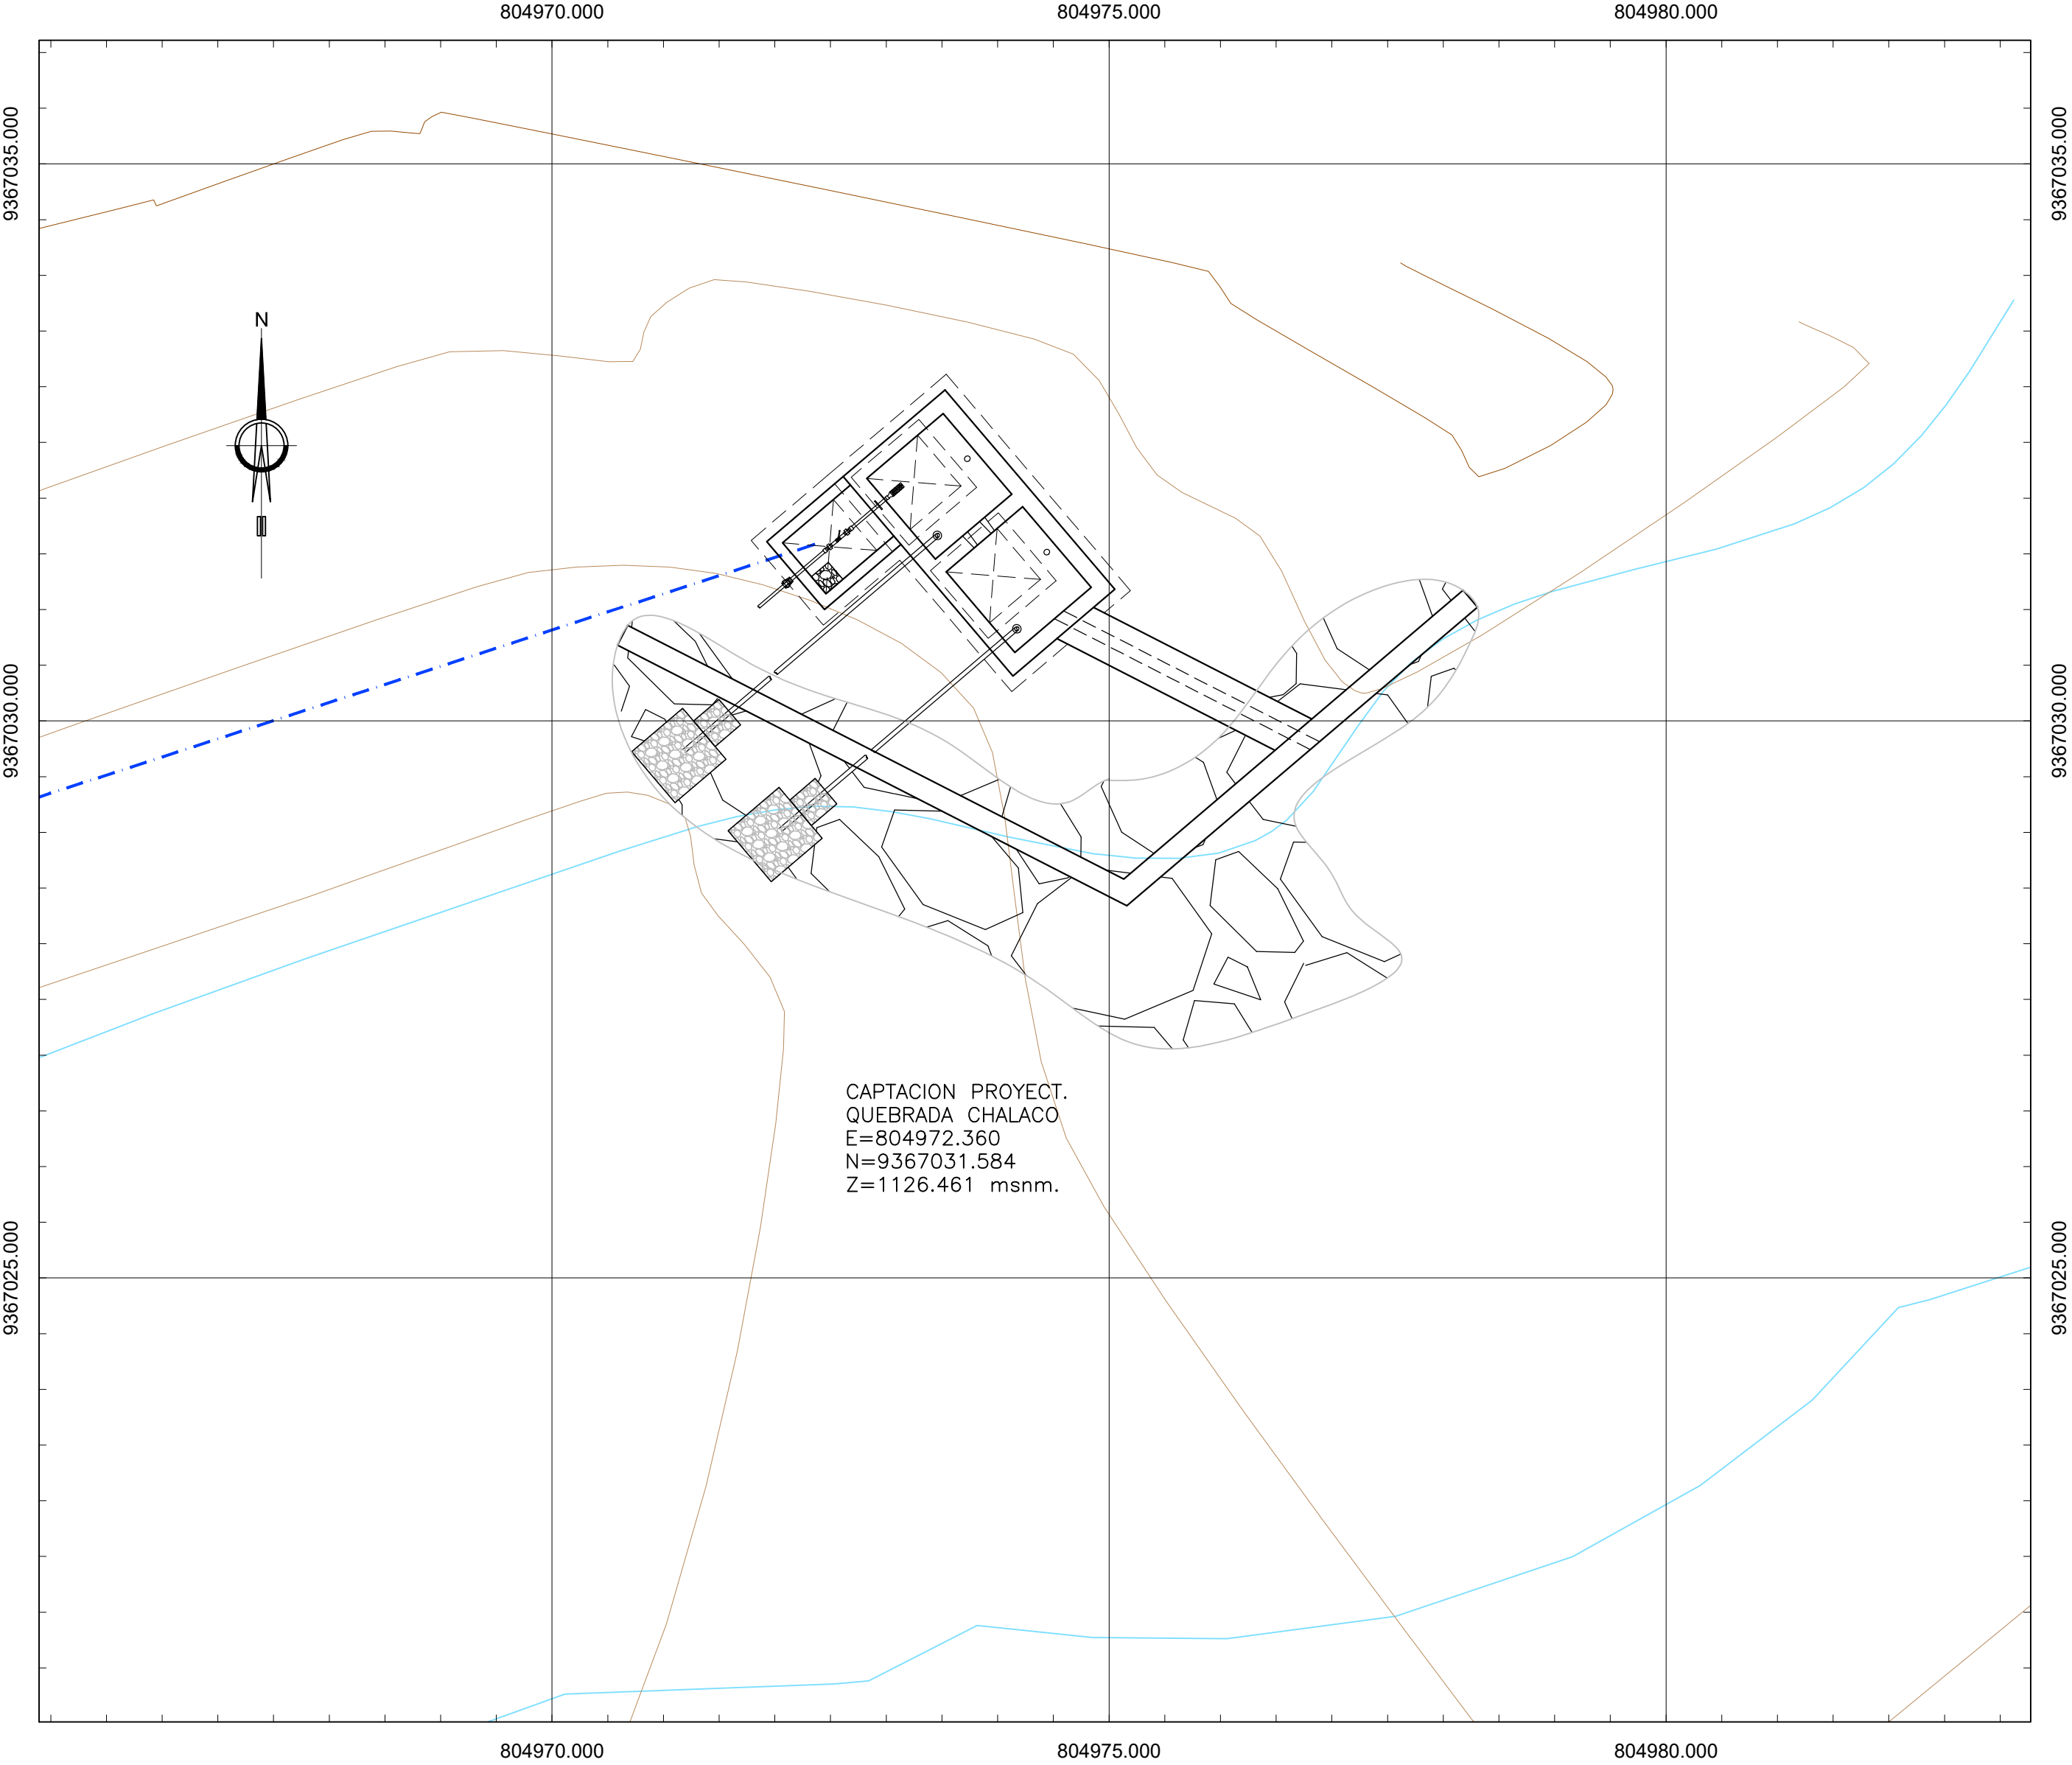 804970.000 804975.000 804980.000
9367035.000 9367035.000
N
9367030.000 9367030.000
CAPTACION PROYECT.
QUEBRADA CHALACO
E=804972.360
N=9367031.584
Z=1126.461 msnm.
9367025.000 9367025.000
804970.000 804975.000 804980.000